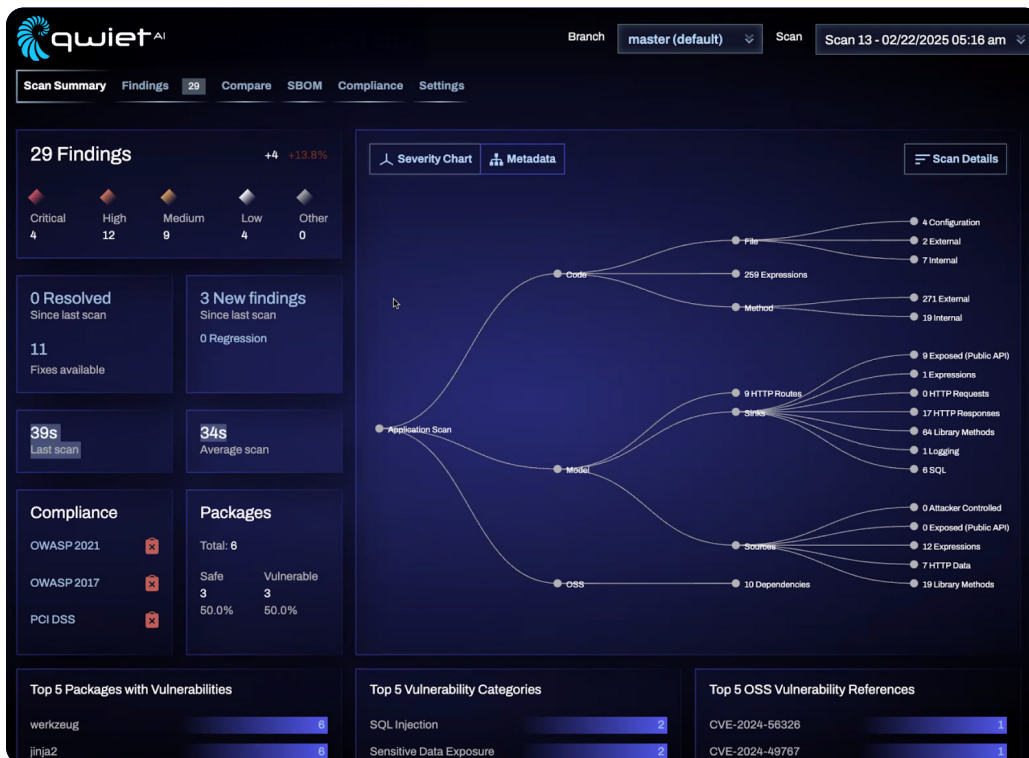 qwiet AI
Branch master (default) Scan Scan 13 - 02/22/2025 05:16 am
Scan Summary Findings 29 Compare SBOM Compliance Settings
29 Findings +4 +13.8%
Critical High Medium Low Other
4 12 9 4 0
0 Resolved
Since last scan
11
Fixes available
3 New findings
Since last scan
0 Regression
39s
Last scan
34s
Average scan
Compliance
OWASP 2021
OWASP 2017
PCI DSS
Packages
Total: 6
Safe Vulnerable
3 3
50.0% 50.0%
Severity Chart Metadata Scan Details
Application Scan
Code
File
4 Configuration
2 External
7 Internal
259 Expressions
Method
271 External
19 Internal
Model
9 HTTP Routes
Sinks
9 Exposed (Public API)
1 Expressions
0 HTTP Requests
17 HTTP Responses
64 Library Methods
1 Logging
6 SQL
Sources
0 Attacker Controlled
0 Exposed (Public API)
12 Expressions
7 HTTP Data
19 Library Methods
OSS
10 Dependencies
Top 5 Packages with Vulnerabilities
werkzeug 6
jinja2 6
Top 5 Vulnerability Categories
SQL Injection 2
Sensitive Data Exposure 2
Top 5 OSS Vulnerability References
CVE-2024-56326 1
CVE-2024-49767 1